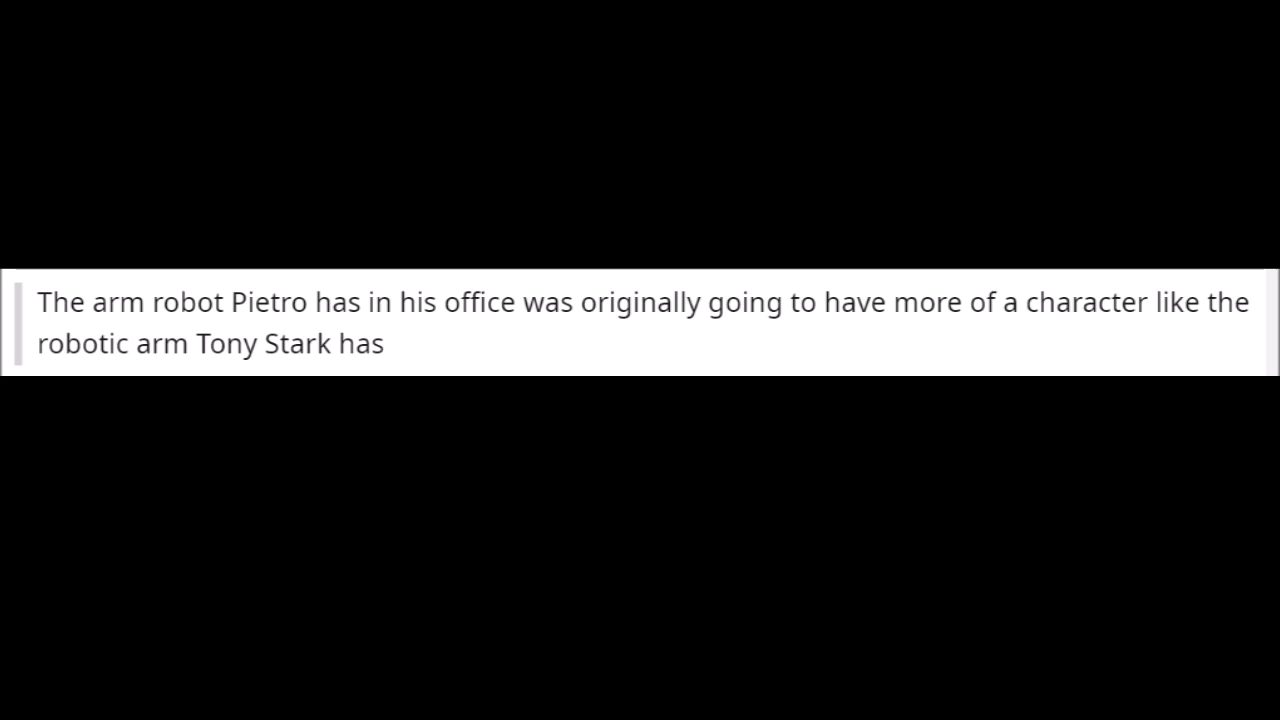 The arm robot Pietro has in his office was originally going to have more of a character like the
robotic arm Tony Stark has